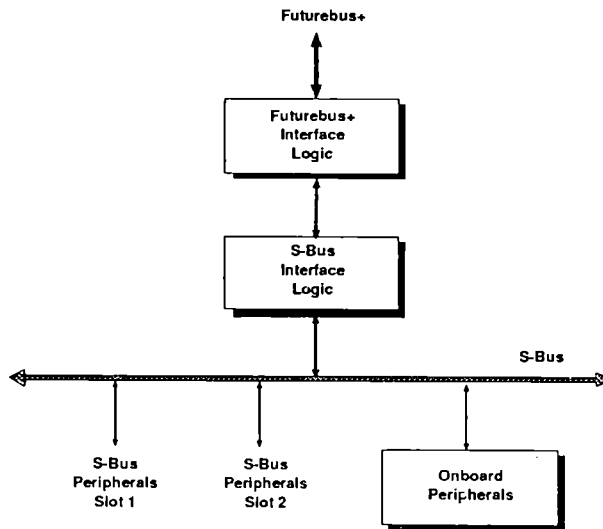 Futurebus+
Futurebus+
Interface
Logic
S-Bus
Interface
Logic
S-Bus
S-Bus
Peripherals
Slot 1
S-Bus
Peripherals
Slot 2
Onboard
Peripherals